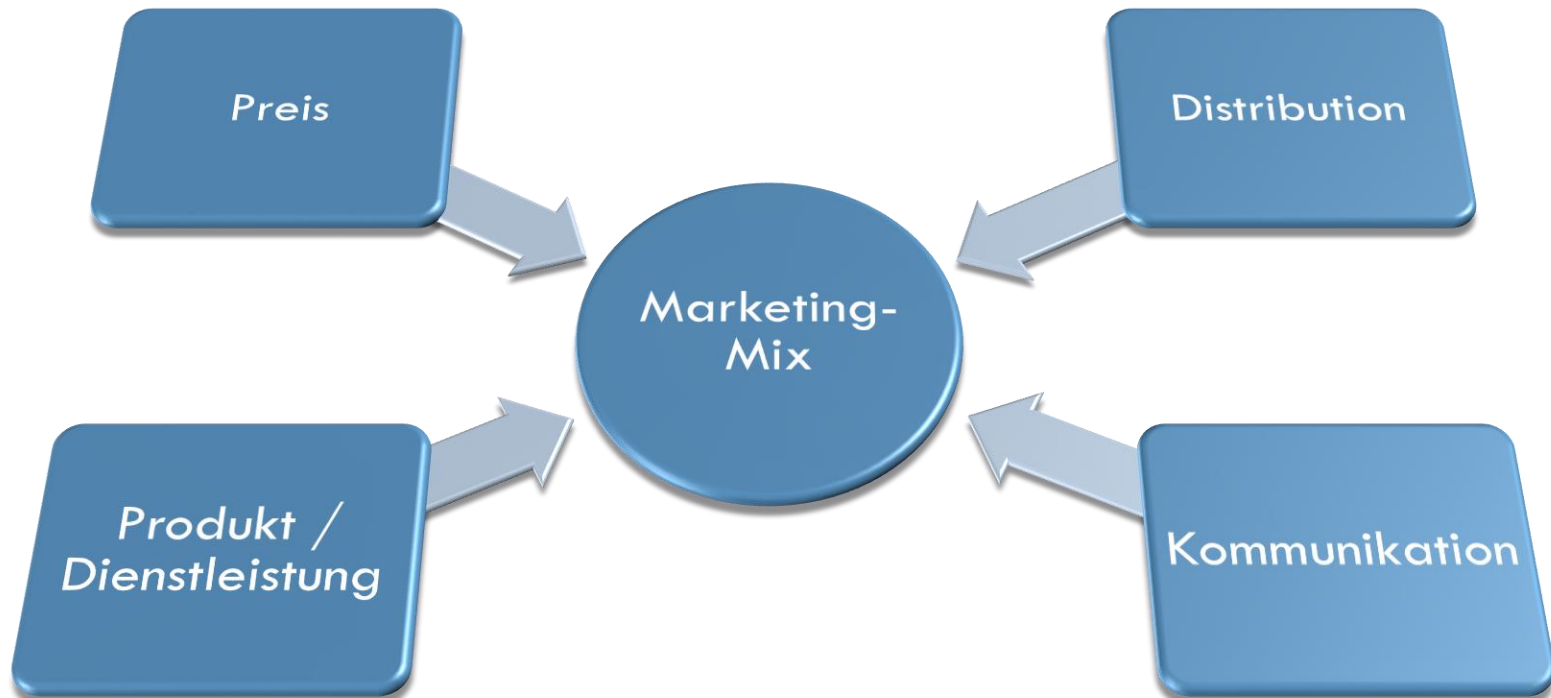 Preis
Distribution
Marketing-
Mix
Produkt /
Dienstleistung
Kommunikation